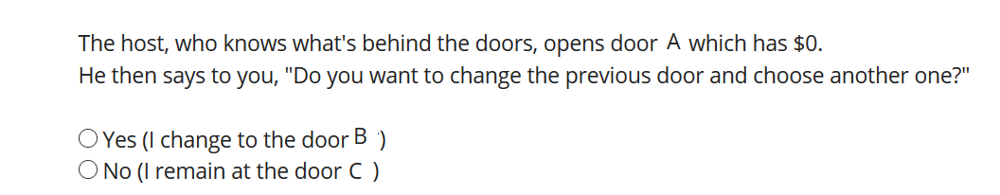 The host, who knows what's behind the doors, opens door A which has $0.
He then says to you, "Do you want to change the previous door and choose another one?"
Yes (I change to the door B )
No (I remain at the door C )